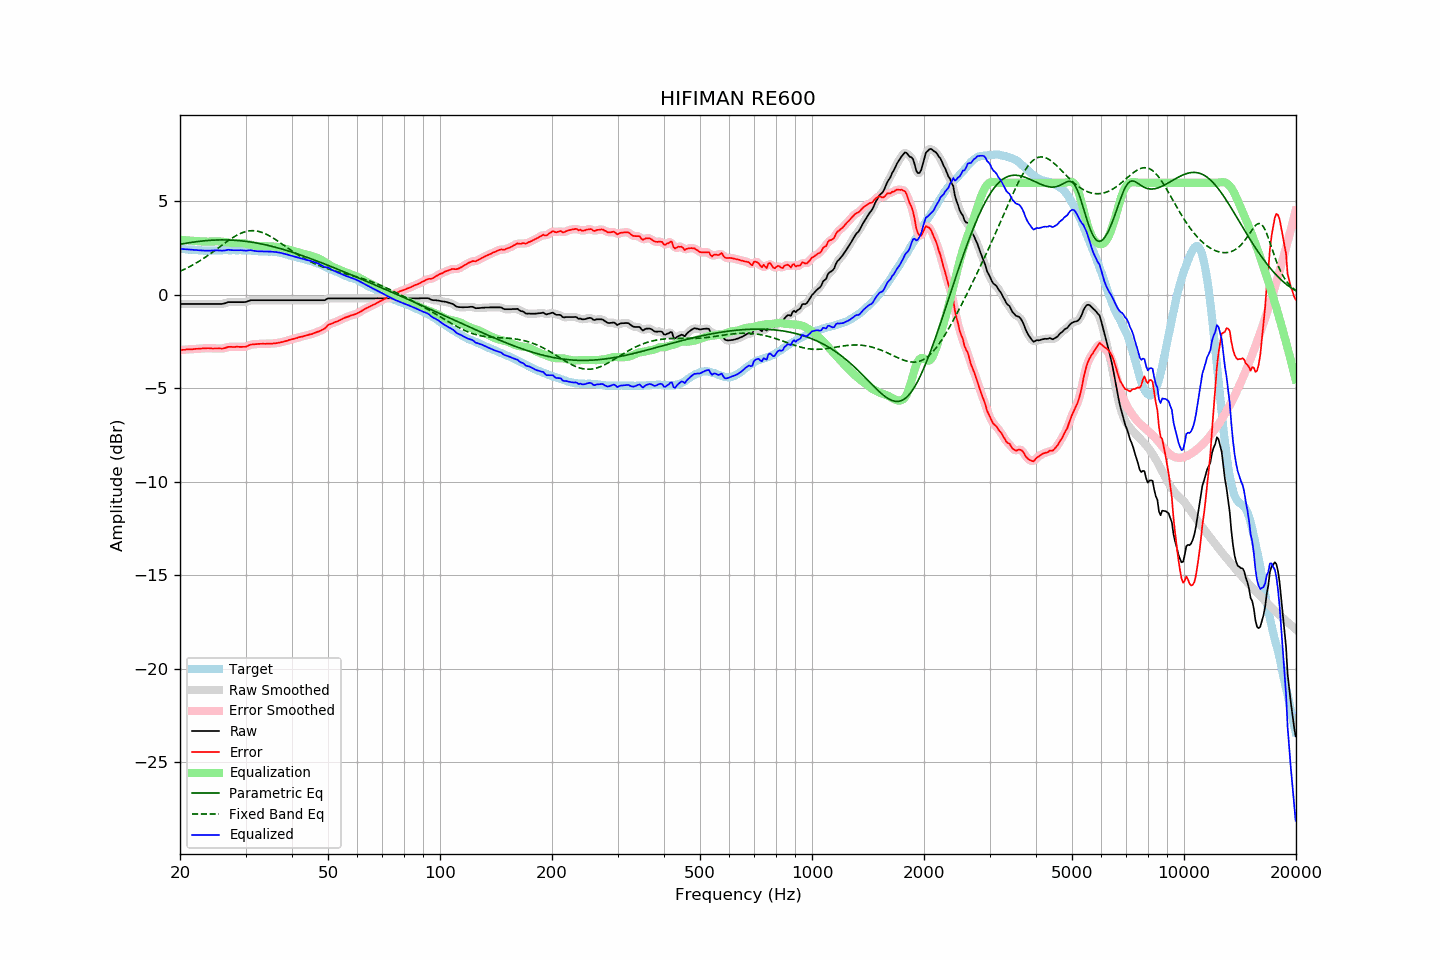 HIFIMAN RE600
Amplitude (dBr)
5
0
−5
−10
−15
−20
−25
Target
Raw Smoothed
Error Smoothed
Raw
Error
Equalization
Parametric Eq
Fixed Band Eq
Equalized
20 50 100 200 500 1000 2000 5000 10000 20000
Frequency (Hz)